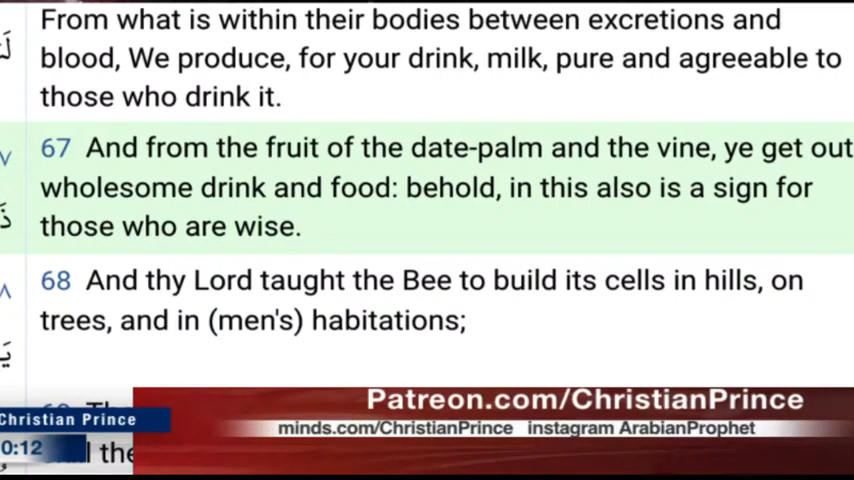 From what is within their bodies between excretions and
blood, We produce, for your drink, milk, pure and agreeable to
those who drink it.
67 And from the fruit of the date-palm and the vine, ye get out
wholesome drink and food: behold, in this also is a sign for
those who are wise.
68 And thy Lord taught the Bee to build its cells in hills, on
trees, and in (men's) habitations;
Patreon.com/ChristianPrince
Christian Prince
minds.com/ChristianPrince instagram ArabianProphet
0:12
the